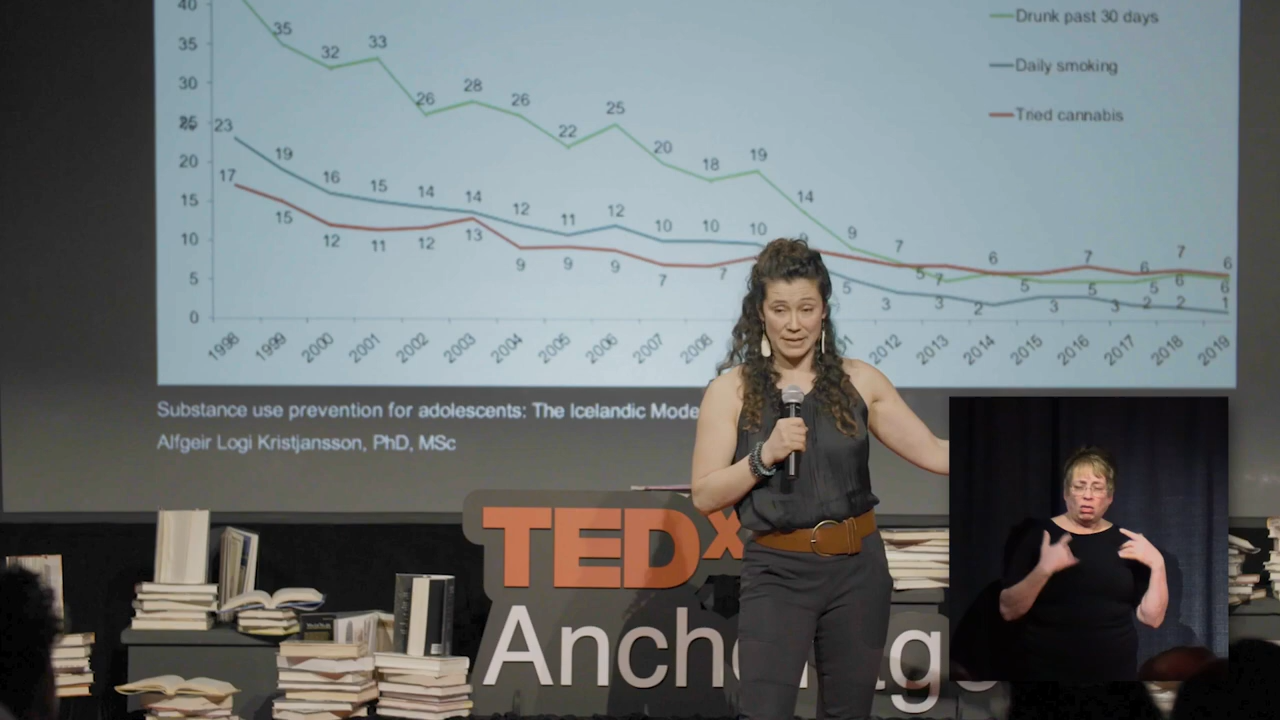 40
35
30
25
20
15
10
5
0
Drunk past 30 days
Daily smoking
Tried cannabis
35 32 33 26 28 26 22 25 20 18 19 14 9 7 5 7 6 5 7 6 7 6
23 19 16 15 14 14 12 11 12 10 10 10 5 3 3 2 3 5 3 2 5 2 6 6 1
17 15 12 11 12 13 9 9 9 7 7
1998 1999 2000 2001 2002 2003 2004 2005 2006 2007 2008 2012 2013 2014 2015 2016 2017 2018 2019
Substance use prevention for adolescents: The Icelandic Mode
Alfgeir Logi Kristjansson, PhD, MSc
TEDx